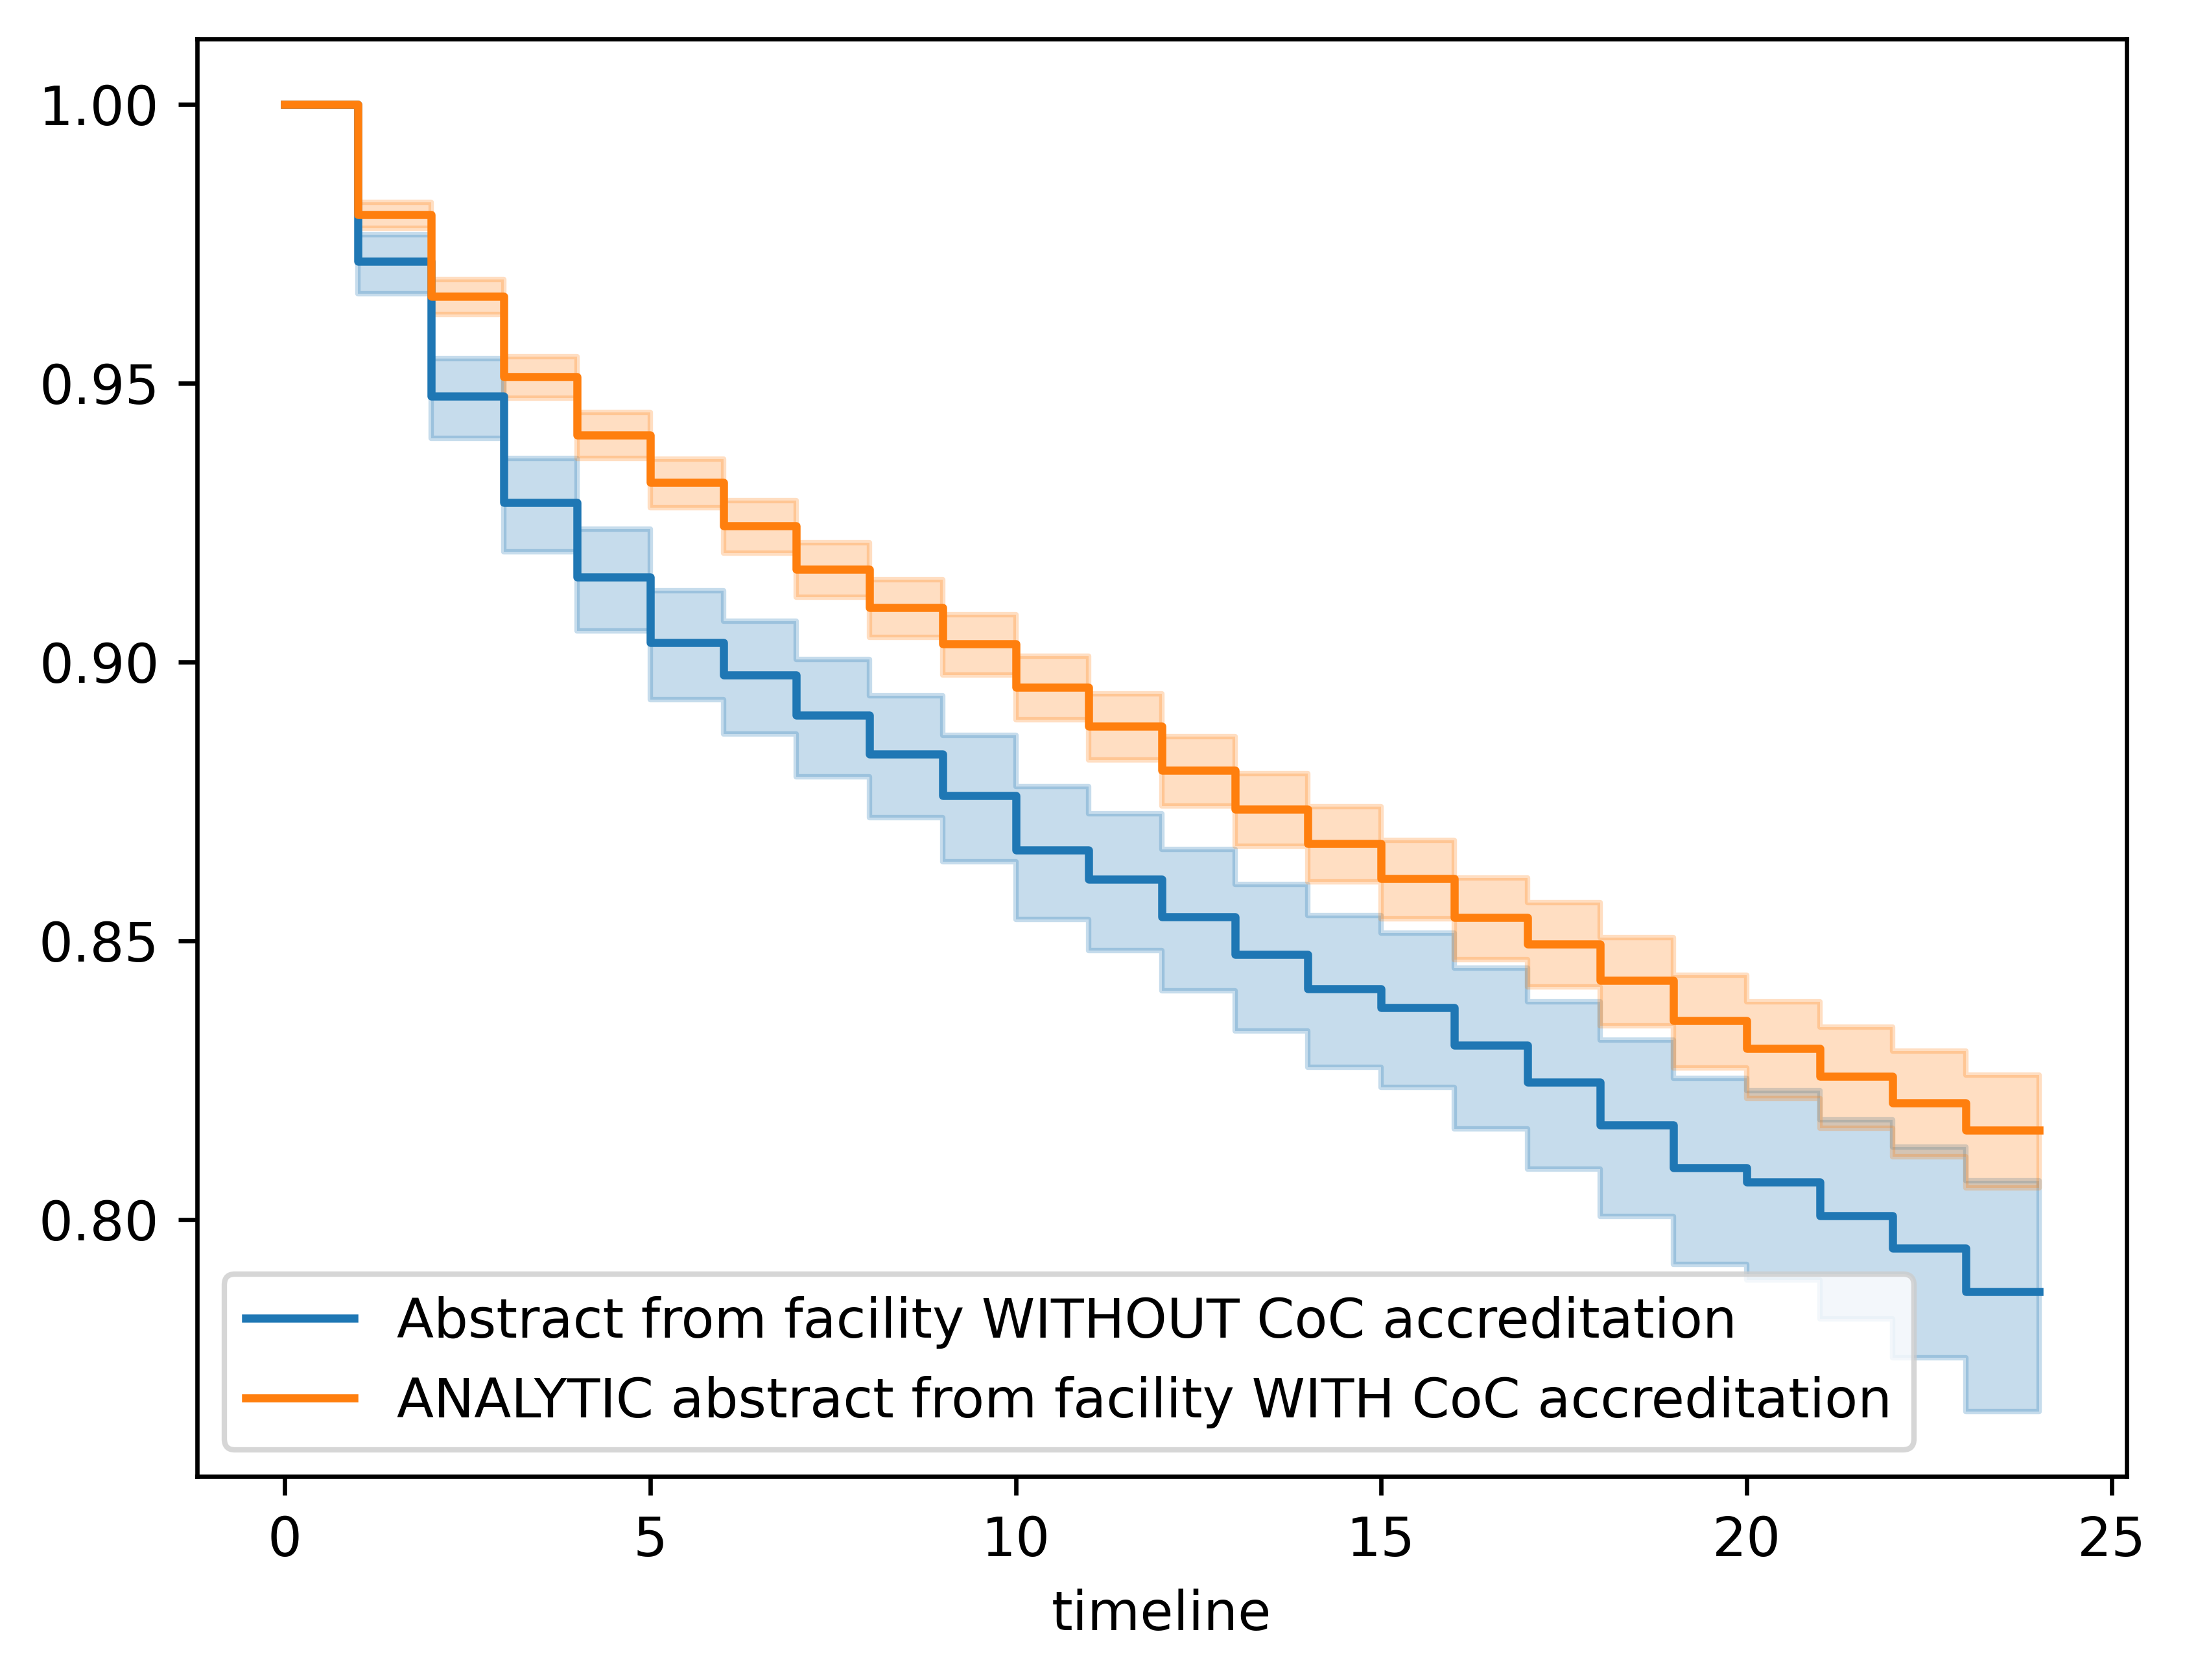 1.00
0.95
0.90
0.85
0.80
Abstract from facility WITHOUT CoC accreditation
ANALYTIC abstract from facility WITH CoC accreditation
0 5 10 15 20 25
timeline